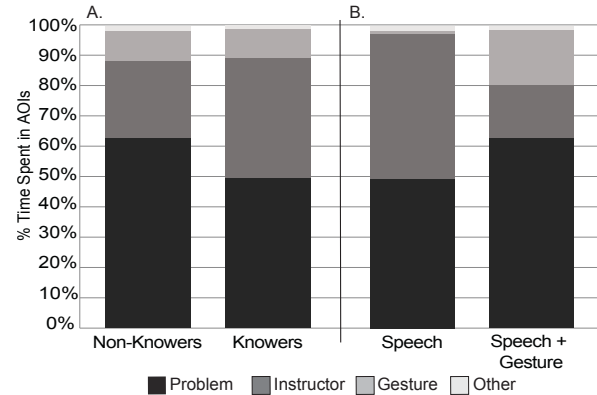 A.
B.
100%
90%
80%
70%
60%
50%
40%
30%
20%
10%
0%
% Time Spent in AOIs
Non-Knowers
Knowers
Speech
Speech +
Gesture
Problem
Instructor
Gesture
Other